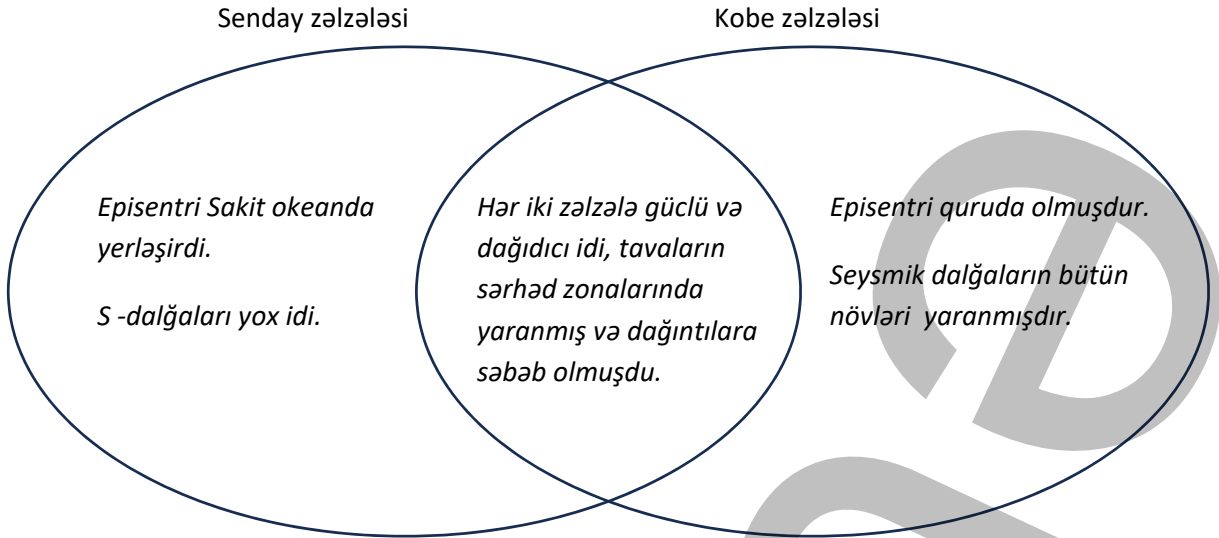 Senday zəlzələsi
Kobe zəlzələsi
Episentri Sakit okeanda
yerləşirdi.
S -dalğaları yox idi.
Hər iki zəlzələ güclü və
dağıdıcı idi, tavaların
sərhəd zonalarında
yaranmış və dağıntılara
səbəb olmuşdu.
Episentri quruda olmuşdur.
Seysmik dalğaların bütün
növləri yaranmışdır.